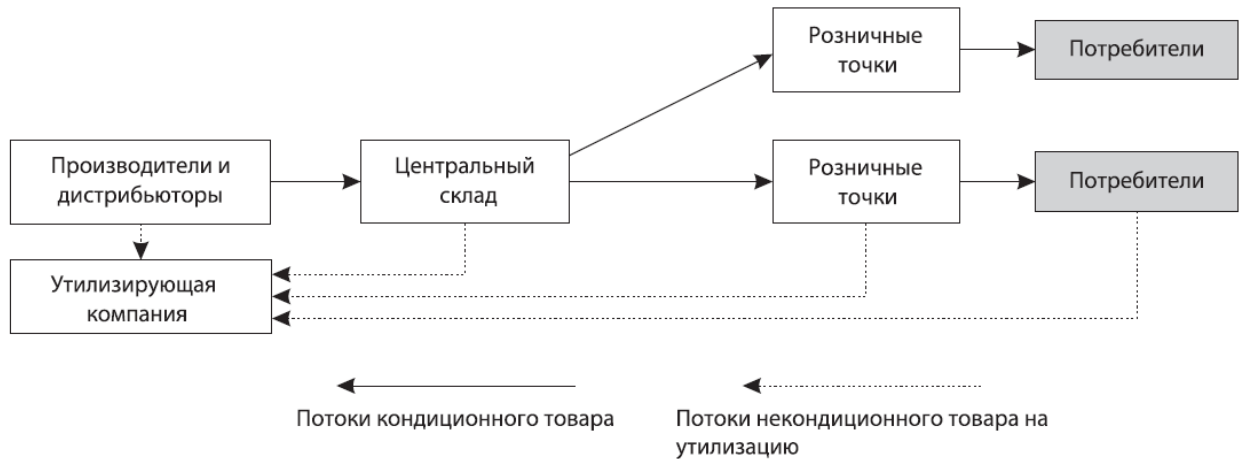 Розничные
точки
Потребители
Производители и
дистрибьюторы
Центральный
склад
Розничные
точки
Потребители
Утилизирующая
компания
Потоки кондиционного товара
Потоки некондиционного товара на
утилизацию